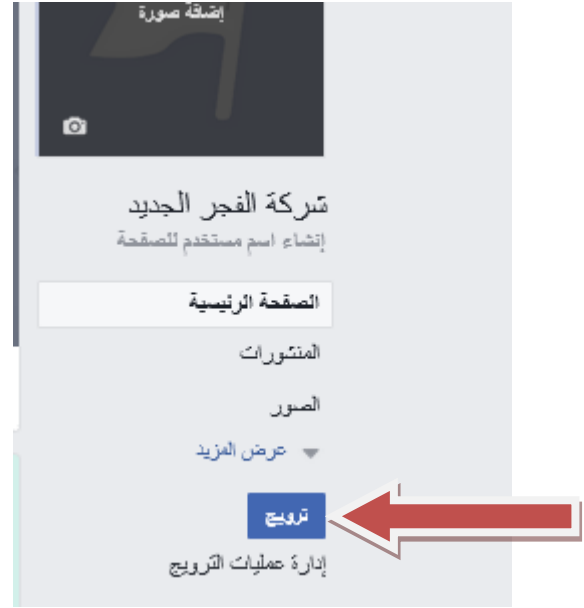 إضافة صورة
شركة الفجر الجديد
إنشاء اسم مستخدم للصفحة
الصفحة الرئيسية
المنشورات
الصور
عرض المزيد
ترويج
إدارة عمليات الترويج